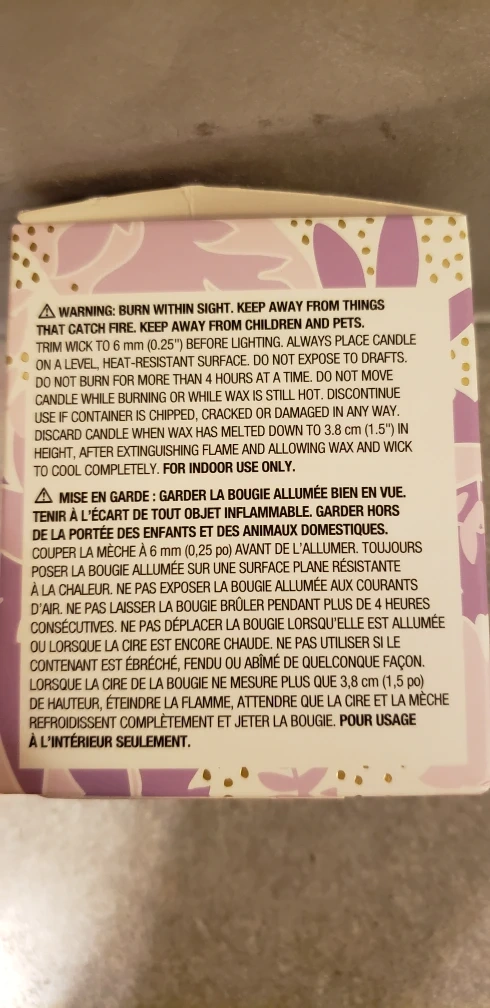 ⚠ WARNING: BURN WITHIN SIGHT. KEEP AWAY FROM THINGS
THAT CATCH FIRE. KEEP AWAY FROM CHILDREN AND PETS.
TRIM WICK TO 6 mm (0.25") BEFORE LIGHTING. ALWAYS PLACE CANDLE
ON A LEVEL, HEAT-RESISTANT SURFACE. DO NOT EXPOSE TO DRAFTS.
DO NOT BURN FOR MORE THAN 4 HOURS AT A TIME. DO NOT MOVE
CANDLE WHILE BURNING OR WHILE WAX IS STILL HOT. DISCONTINUE
USE IF CONTAINER IS CHIPPED, CRACKED OR DAMAGED IN ANY WAY.
DISCARD CANDLE WHEN WAX HAS MELTED DOWN TO 3.8 cm (1.5") IN
HEIGHT, AFTER EXTINGUISHING FLAME AND ALLOWING WAX AND WICK
TO COOL COMPLETELY. FOR INDOOR USE ONLY.
⚠ MISE EN GARDE : GARDER LA BOUGIE ALLUMÉE BIEN EN VUE.
TENIR À L'ÉCART DE TOUT OBJET INFLAMMABLE. GARDER HORS
DE LA PORTÉE DES ENFANTS ET DES ANIMAUX DOMESTIQUES.
COUPER LA MÈCHE À 6 mm (0,25 po) AVANT DE L'ALLUMER. TOUJOURS
POSER LA BOUGIE ALLUMÉE SUR UNE SURFACE PLANE RÉSISTANTE
À LA CHALEUR. NE PAS EXPOSER LA BOUGIE ALLUMÉE AUX COURANTS
D'AIR. NE PAS LAISSER LA BOUGIE BRÛLER PENDANT PLUS DE 4 HEURES
CONSÉCUTIVES. NE PAS DÉPLACER LA BOUGIE LORSQU'ELLE EST ALLUMÉE
OU LORSQUE LA CIRE EST ENCORE CHAUDE. NE PAS UTILISER SI LE
CONTENANT EST ÉBRÉCHÉ, FENDU OU ABÎMÉ DE QUELCONQUE FAÇON.
LORSQUE LA CIRE DE LA BOUGIE NE MESURE PLUS QUE 3,8 cm (1,5 po)
DE HAUTEUR, ÉTEINDRE LA FLAMME, ATTENDRE QUE LA CIRE ET LA MÈCHE
REFROIDISSENT COMPLÈTEMENT ET JETER LA BOUGIE. POUR USAGE
À L'INTÉRIEUR SEULEMENT.